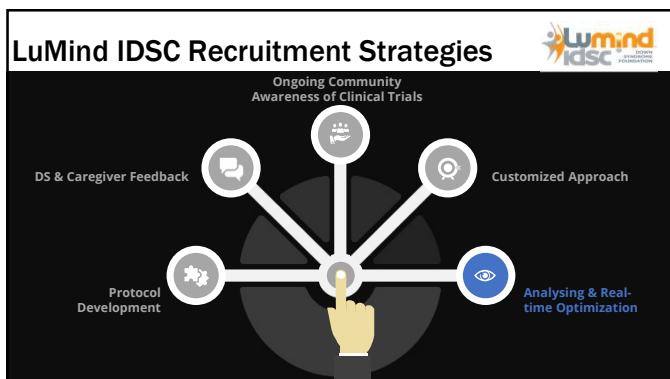 LuMind IDSC Recruitment Strategies
Lumind
IDSC
DOWN
SYNDROME
FOUNDATION
Ongoing Community
Awareness of Clinical Trials
DS & Caregiver Feedback
Customized Approach
Protocol
Development
Analysing & Real-
time Optimization